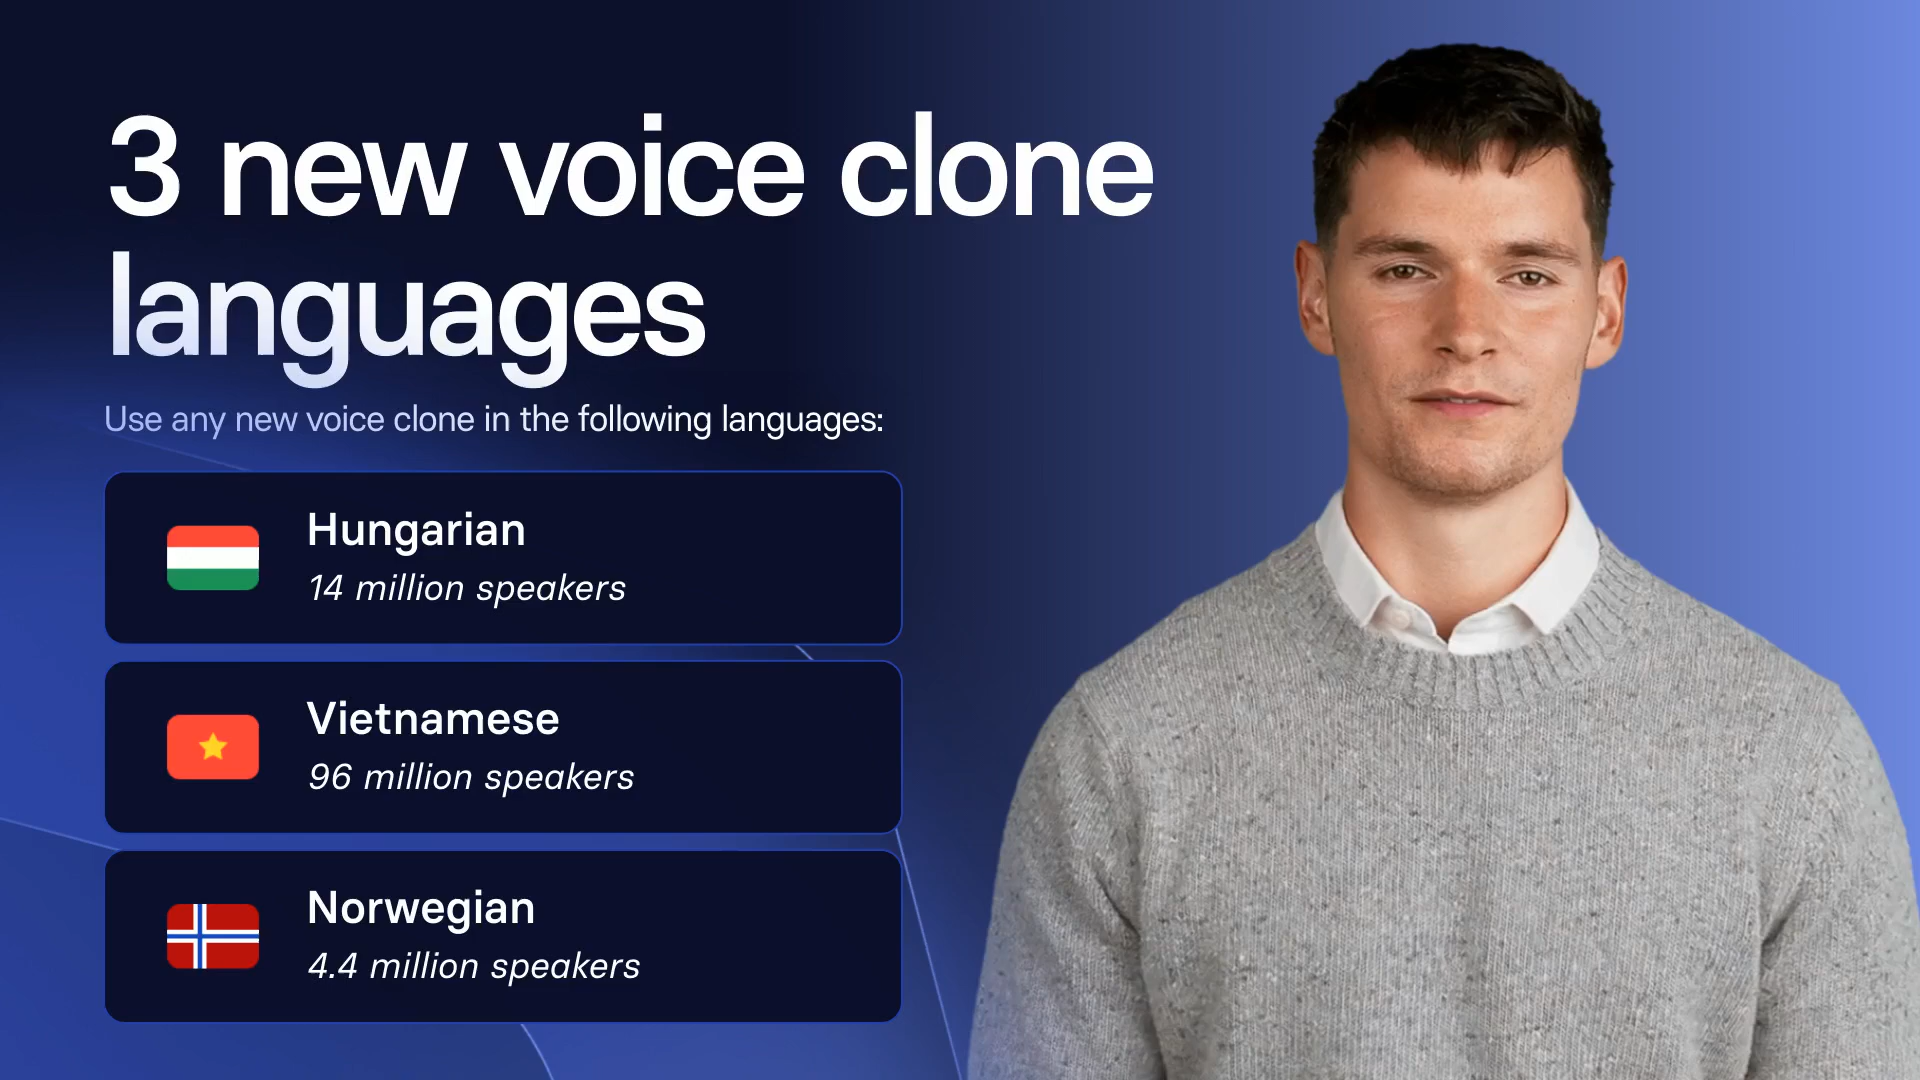 3 new voice clone
languages
Use any new voice clone in the following languages:
Hungarian
14 million speakers
Vietnamese
96 million speakers
Norwegian
4.4 million speakers